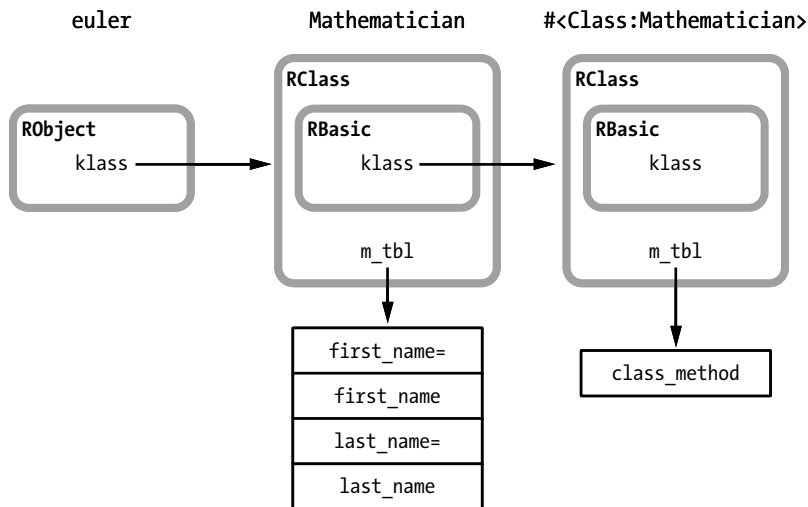 euler
Mathematician
#<Class:Mathematician>
RObject
klass
RClass
RBasic
klass
m_tbl
first_name=
first_name
last_name=
last_name
RClass
RBasic
klass
m_tbl
class_method